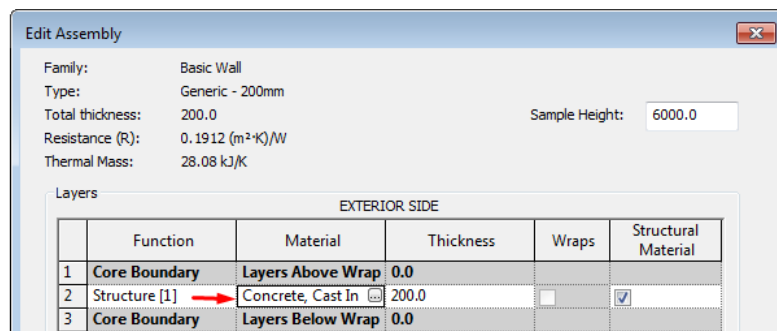 Edit Assembly
Family: Basic Wall
Type: Generic - 200mm
Total thickness: 200.0 Sample Height: 6000.0
Resistance (R): 0.1912 (m²·K)/W
Thermal Mass: 28.08 kJ/K
Layers
EXTERIOR SIDE
Function Material Thickness Wraps Structural Material
1 Core Boundary Layers Above Wrap 0.0
2 Structure [1] Concrete, Cast In ... 200.0
3 Core Boundary Layers Below Wrap 0.0